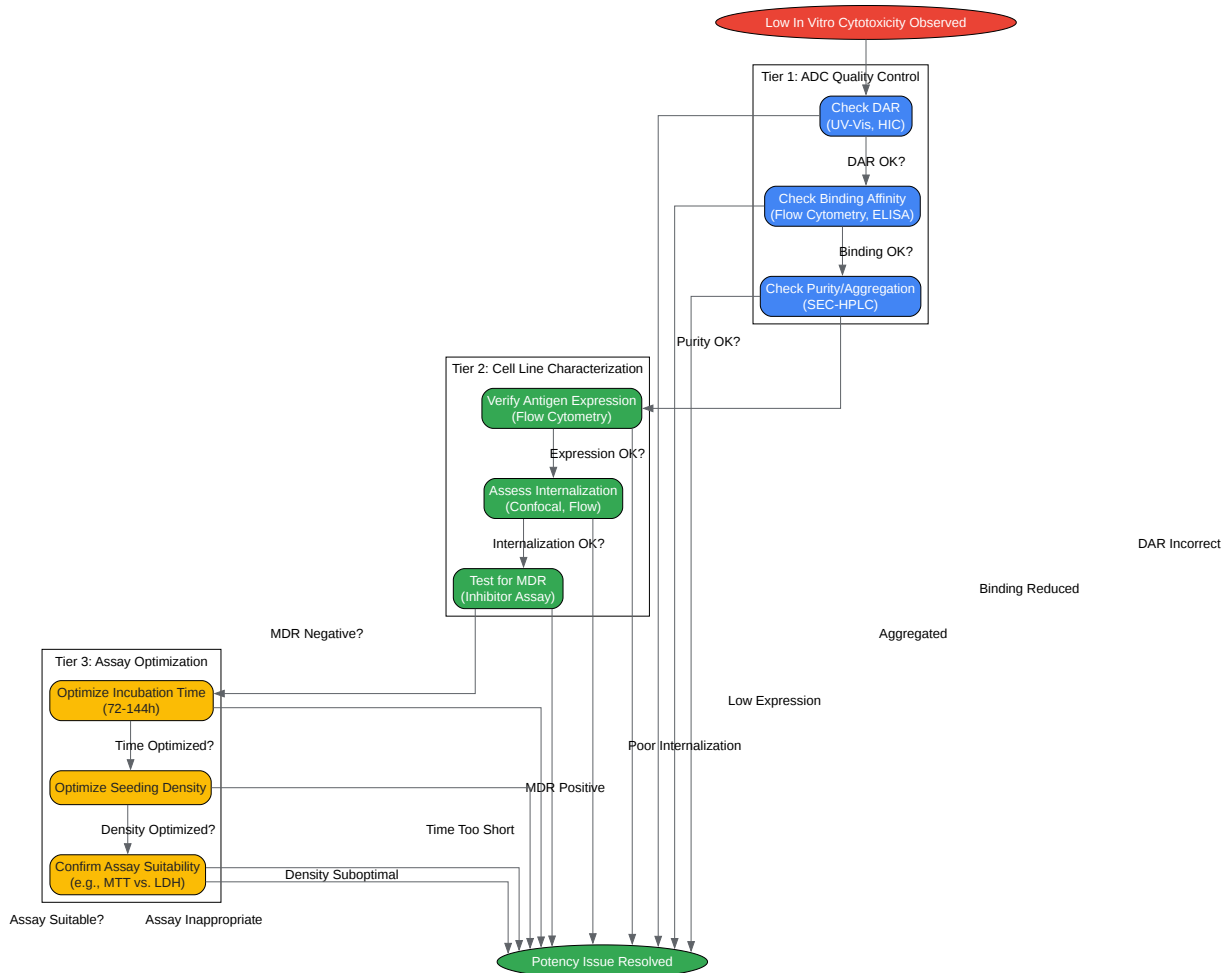 Low In Vitro Cytotoxicity Observed
Tier 1: ADC Quality Control
Check DAR
(UV-Vis, HIC)
DAR OK?
Check Binding Affinity
(Flow Cytometry, ELISA)
Binding OK?
Check Purity/Aggregation
(SEC-HPLC)
Purity OK?
Tier 2: Cell Line Characterization
Verify Antigen Expression
(Flow Cytometry)
Expression OK?
Assess Internalization
(Confocal, Flow)
Internalization OK?
DAR Incorrect
Test for MDR
(Inhibitor Assay)
Binding Reduced
MDR Negative?
Aggregated
Tier 3: Assay Optimization
Optimize Incubation Time
(72-144h)
Low Expression
Time Optimized?
Poor Internalization
Optimize Seeding Density
MDR Positive
Density Optimized?
Time Too Short
Confirm Assay Suitability
(e.g., MTT vs. LDH)
Density Suboptimal
Assay Suitable?
Assay Inappropriate
Potency Issue Resolved